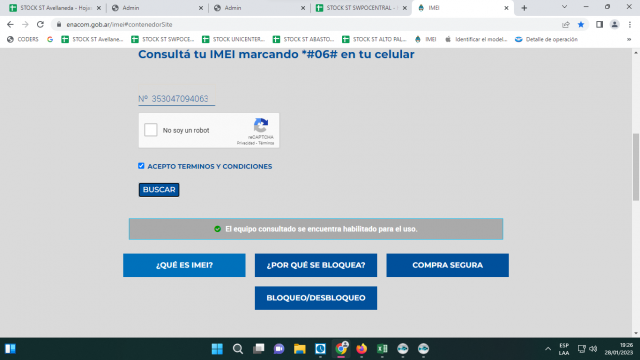 STOCK ST Avellaneda - Hoja
Admin
Admin
STOCK ST SWPOCENTRAL -
IMEI
enacom.gob.ar/imei#contenedorSite
CODERS
G
STOCK ST Avellane...
STOCK ST SWPOCE...
STOCK UNICENTER...
STOCK ST ABASTO...
STOCK ST ALTO PAL...
IMEI
Identificar el model...
Detalle de operación
Consultá tu IMEI marcando *#06# en tu celular
Nº 353047094063
No soy un robot
reCAPTCHA
Privacidad - Términos
ACEPTO TERMINOS Y CONDICIONES
BUSCAR
El equipo consultado se encuentra habilitado para el uso.
¿QUÉ ES IMEI?
¿POR QUÉ SE BLOQUEA?
COMPRA SEGURA
BLOQUEO/DESBLOQUEO
ESP
LAA
19:26
28/01/2023